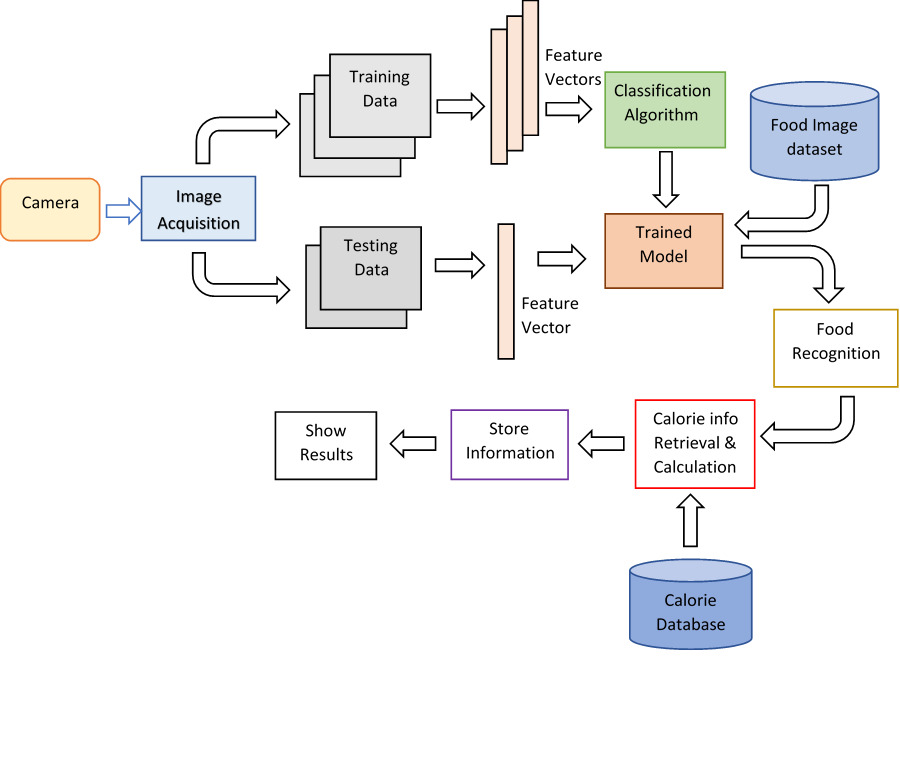 Training
Data
Feature
Vectors
Classification
Algorithm
Food Image
dataset
Camera
Image
Acquisition
Testing
Data
Trained
Model
Feature
Vector
Food
Recognition
Show
Results
Store
Information
Calorie info
Retrieval &
Calculation
Calorie
Database